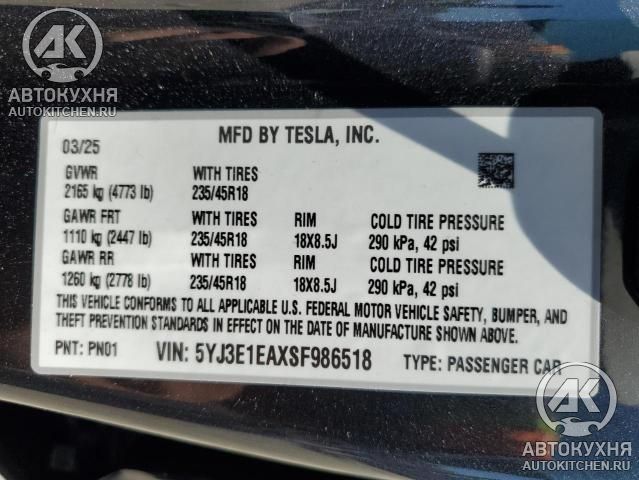 AK
АВТОКУХНЯ
AUTOKITCHEN.RU
MFD BY TESLA, INC.
03/25
GVWR WITH TIRES
2165 kg (4773 lb) 235/45R18
GAWR FRT WITH TIRES RIM COLD TIRE PRESSURE
1110 kg (2447 lb) 235/45R18 18X8.5J 290 kPa, 42 psi
GAWR RR WITH TIRES RIM COLD TIRE PRESSURE
1260 kg (2778 lb) 235/45R18 18X8.5J 290 kPa, 42 psi
THIS VEHICLE CONFORMS TO ALL APPLICABLE U.S. FEDERAL MOTOR VEHICLE SAFETY, BUMPER, AND
THEFT PREVENTION STANDARDS IN EFFECT ON THE DATE OF MANUFACTURE SHOWN ABOVE.
PNT: PN01 VIN: 5YJ3E1EAXSF986518 TYPE: PASSENGER CAR
AK
АВТОКУХНЯ
AUTOKITCHEN.RU